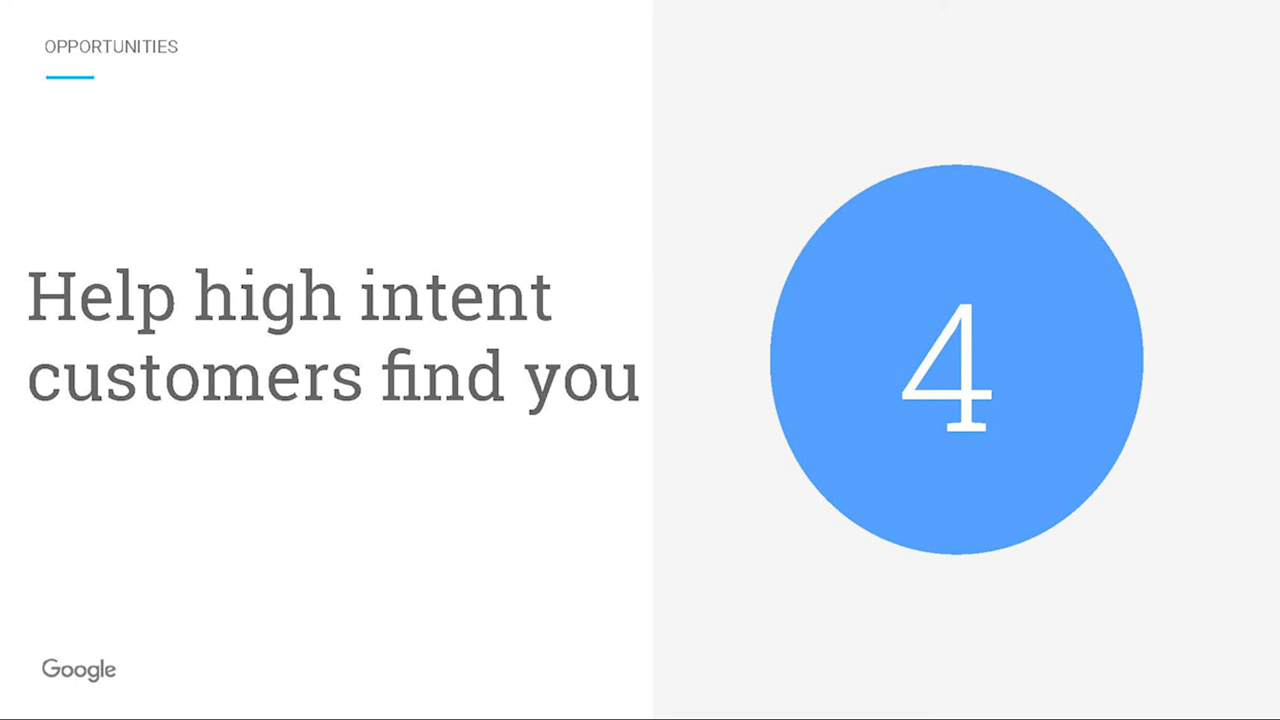 OPPORTUNITIES
Help high intent
customers find you
4
Google